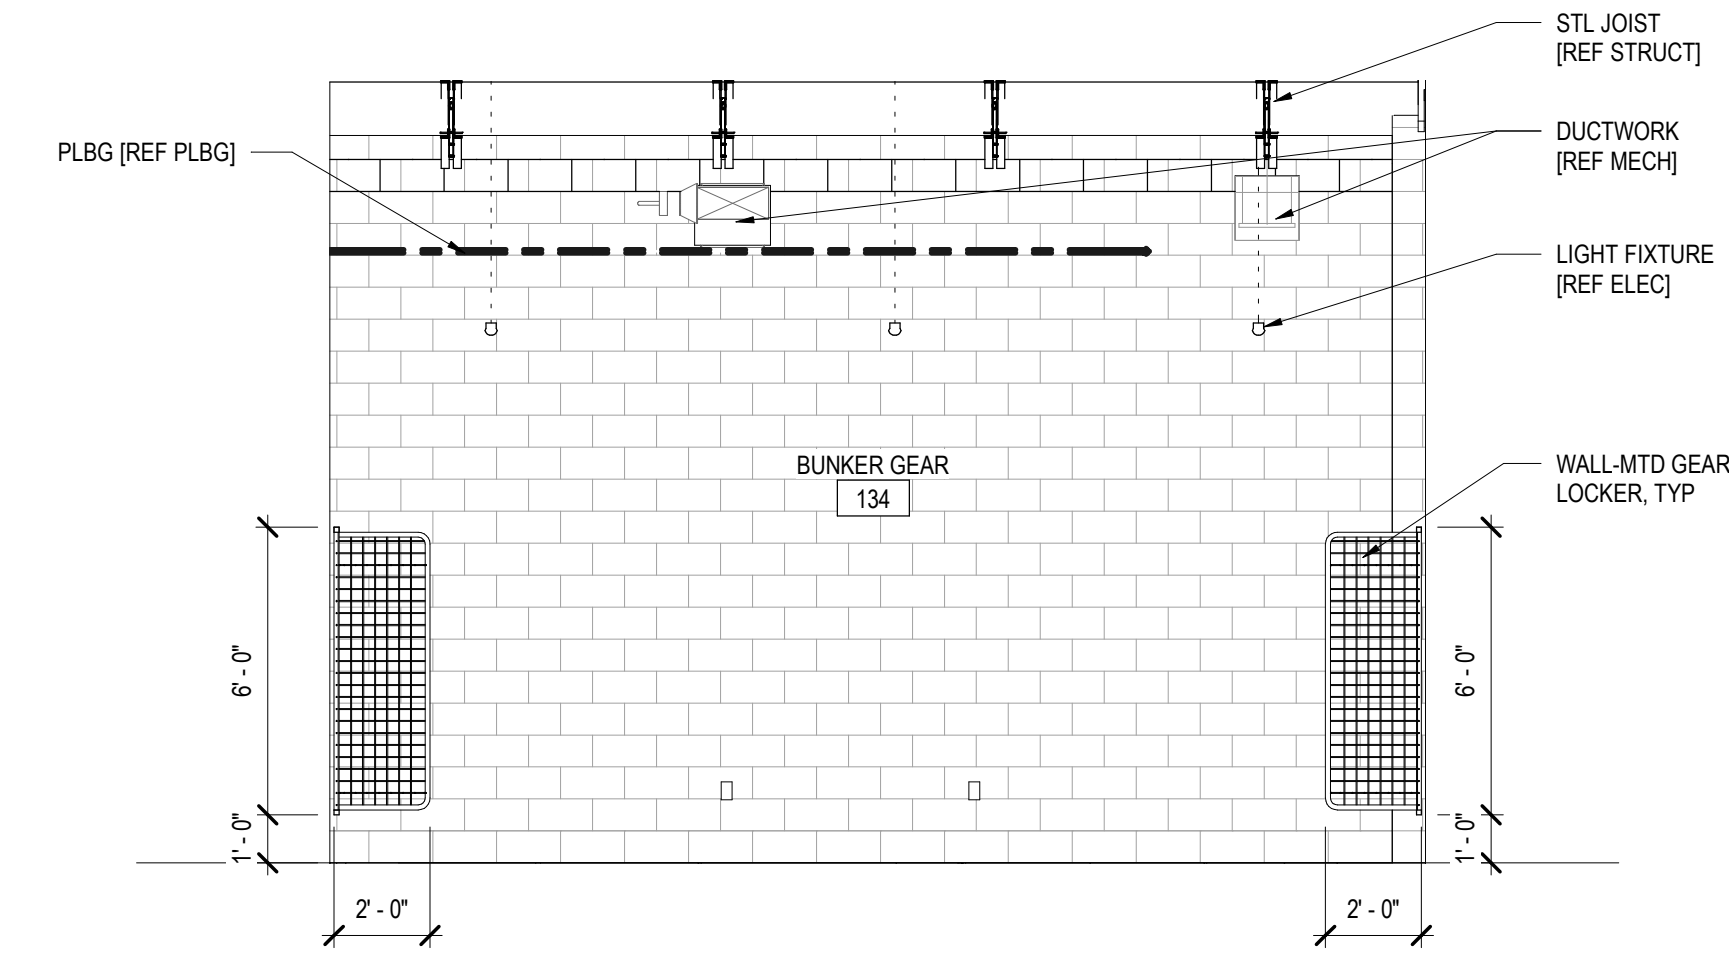 STL JOIST
[REF STRUCT]
PLBG [REF PLBG]
DUCTWORK
[REF MECH]
LIGHT FIXTURE
[REF ELEC]
BUNKER GEAR
134
WALL-MTD GEAR
LOCKER, TYP
6' - 0"
6' - 0"
1' - 0"
1' - 0"
2' - 0"
2' - 0"